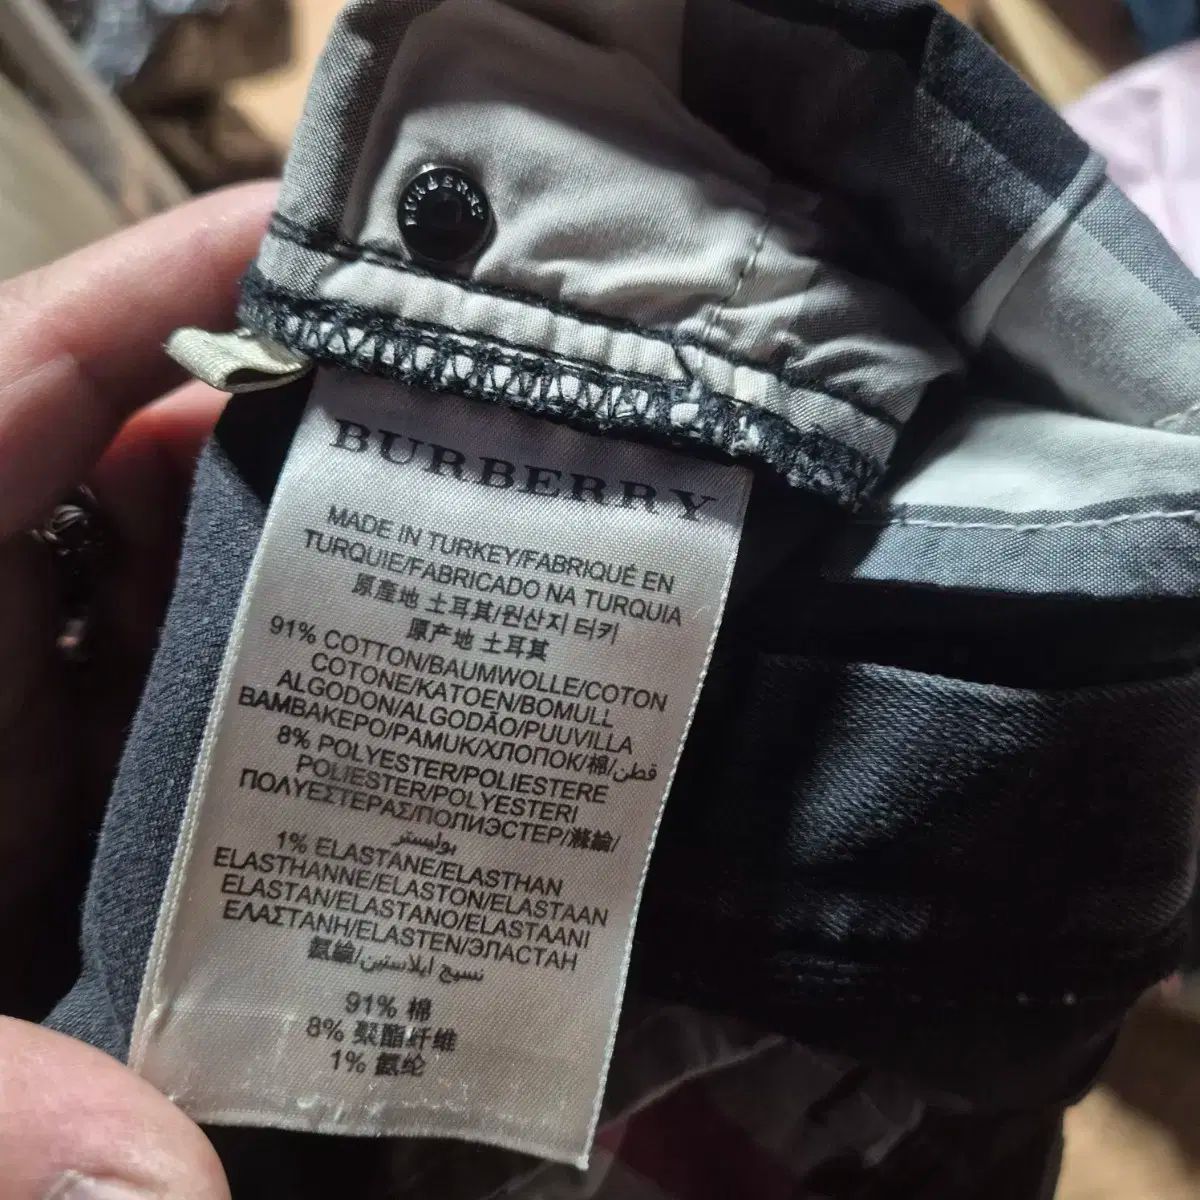 BURBERRY
BURBERRY
MADE IN TURKEY/FABRIQUÉ EN
TURQUIE/FABRICADO NA TURQUIA
原産地 土耳其/원산지 터키
原产地 土耳其
91% COTTON/BAUMWOLLE/COTON
COTONE/KATOEN/BOMULL
ALGODON/ALGODÃO/PUUVILLA
ΒΑΜΒΑΚΕΡΟ/PAMUK/ХЛОПОК/棉/قطن
8% POLYESTER/POLIESTERE
POLIESTER/POLYESTERI
ΠΟΛΥΕΣΤΕΡΑΣ/ПОЛИЭСТЕР/滌綸/
بوليستر
1% ELASTANE/ELASTHAN
ELASTHANNE/ELASTON/ELASTAAN
ELASTAN/ELASTANO/ELASTAANI
ΕΛΑΣΤΑΝΗ/ELASTEN/ЭЛАСТАН
氨綸/نسيج ايلاستين
91% 棉
8% 聚酯纤维
1% 氨纶